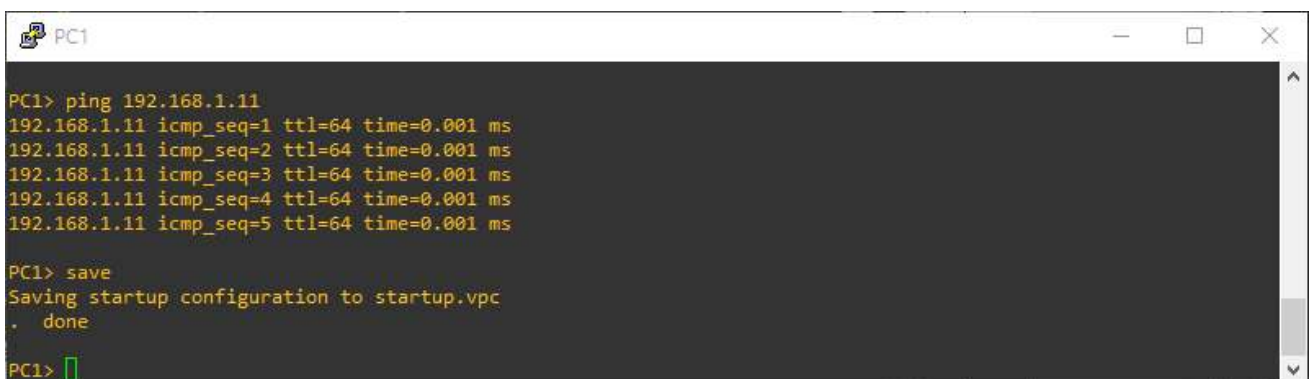 PC1
PC1> ping 192.168.1.11
192.168.1.11 icmp_seq=1 ttl=64 time=0.001 ms
192.168.1.11 icmp_seq=2 ttl=64 time=0.001 ms
192.168.1.11 icmp_seq=3 ttl=64 time=0.001 ms
192.168.1.11 icmp_seq=4 ttl=64 time=0.001 ms
192.168.1.11 icmp_seq=5 ttl=64 time=0.001 ms
PC1> save
Saving startup configuration to startup.vpc
.  done
PC1>